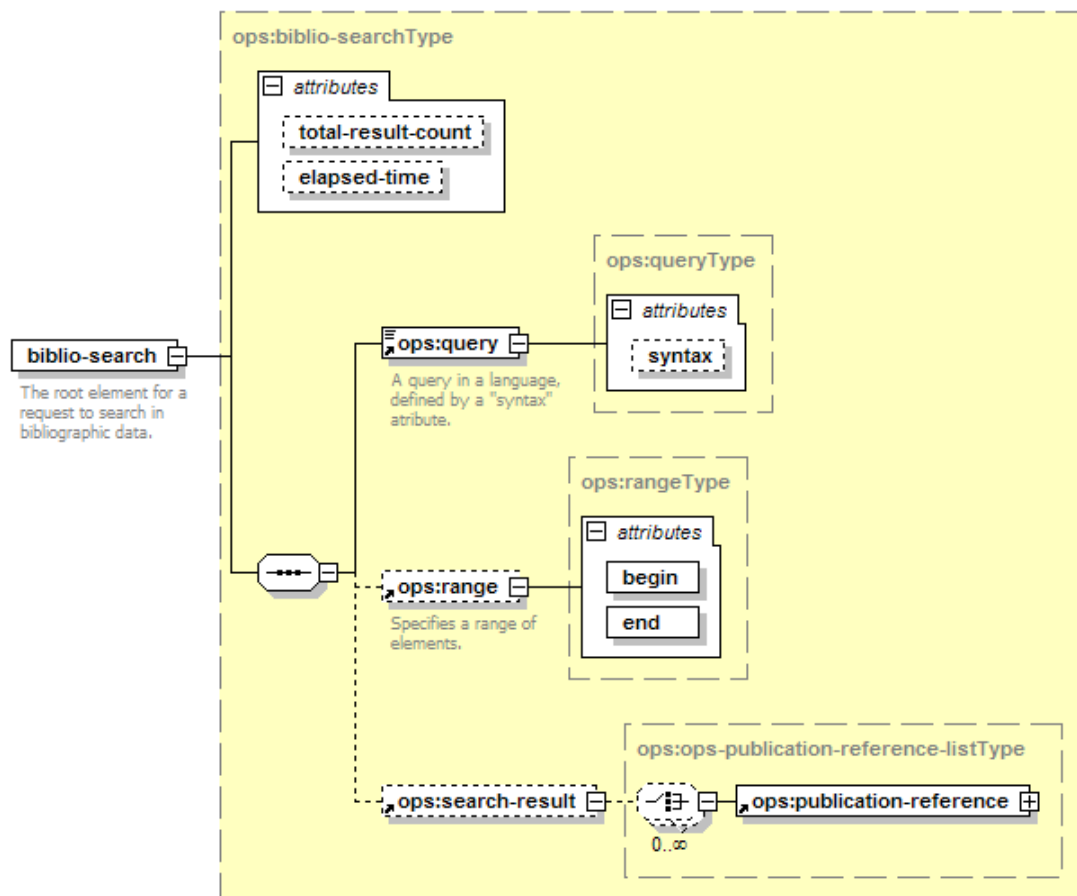 ops:biblio-searchType
attributes
total-result-count
elapsed-time
ops:queryType
attributes
syntax
ops:query
A query in a language,
defined by a "syntax"
atribute.
biblio-search
The root element for a
request to search in
bibliographic data.
ops:rangeType
attributes
begin
end
ops:range
Specifies a range of
elements.
ops:ops-publication-reference-listType
ops:search-result
ops:publication-reference
0..∞